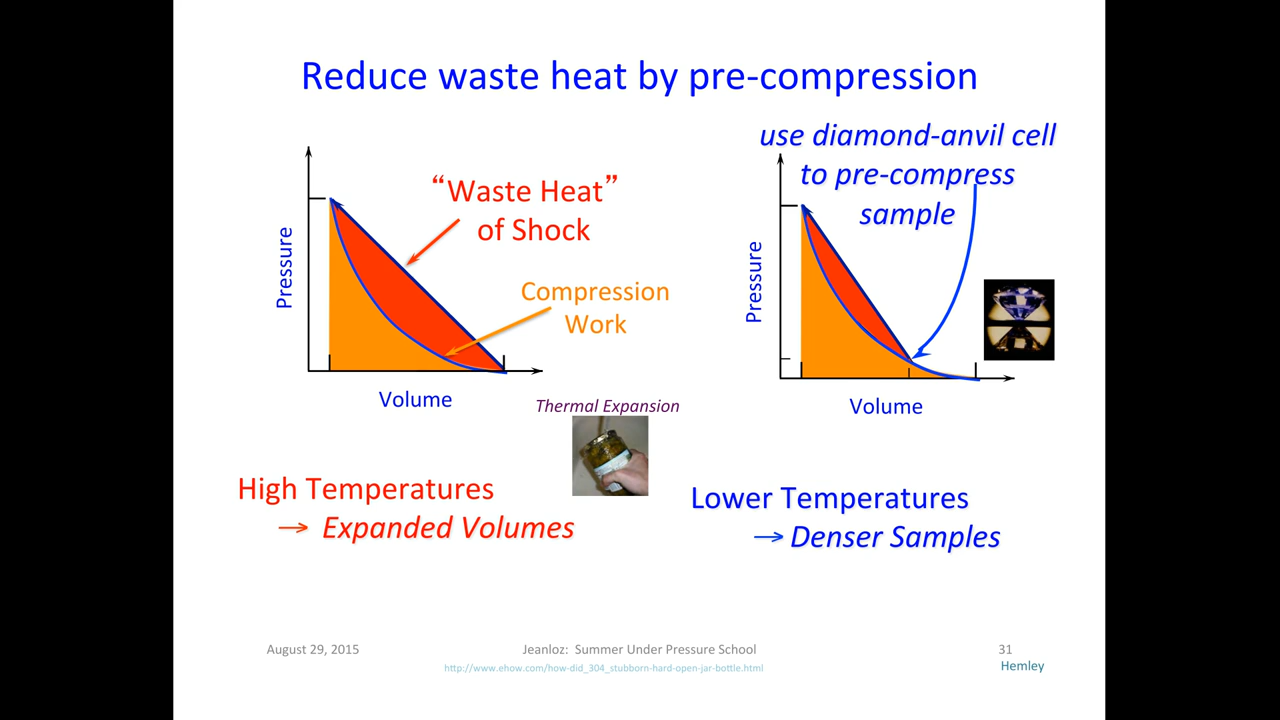 Reduce waste heat by pre-compression
use diamond-anvil cell
to pre-compress
sample
“Waste Heat”
of Shock
Compression
Work
Pressure
Volume
Pressure
Volume
Thermal Expansion
High Temperatures
→ Expanded Volumes
Lower Temperatures
→ Denser Samples
August 29, 2015
Jeanloz: Summer Under Pressure School
31
http://www.ehow.com/how-did_304_stubborn-hard-open-jar-bottle.html
Hemley